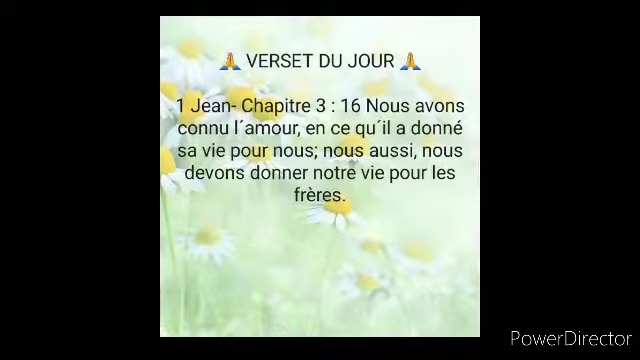 🙏 VERSET DU JOUR 🙏
1 Jean- Chapitre 3 : 16 Nous avons
connu l´amour, en ce qu´il a donné
sa vie pour nous; nous aussi, nous
devons donner notre vie pour les
frères.
PowerDirector